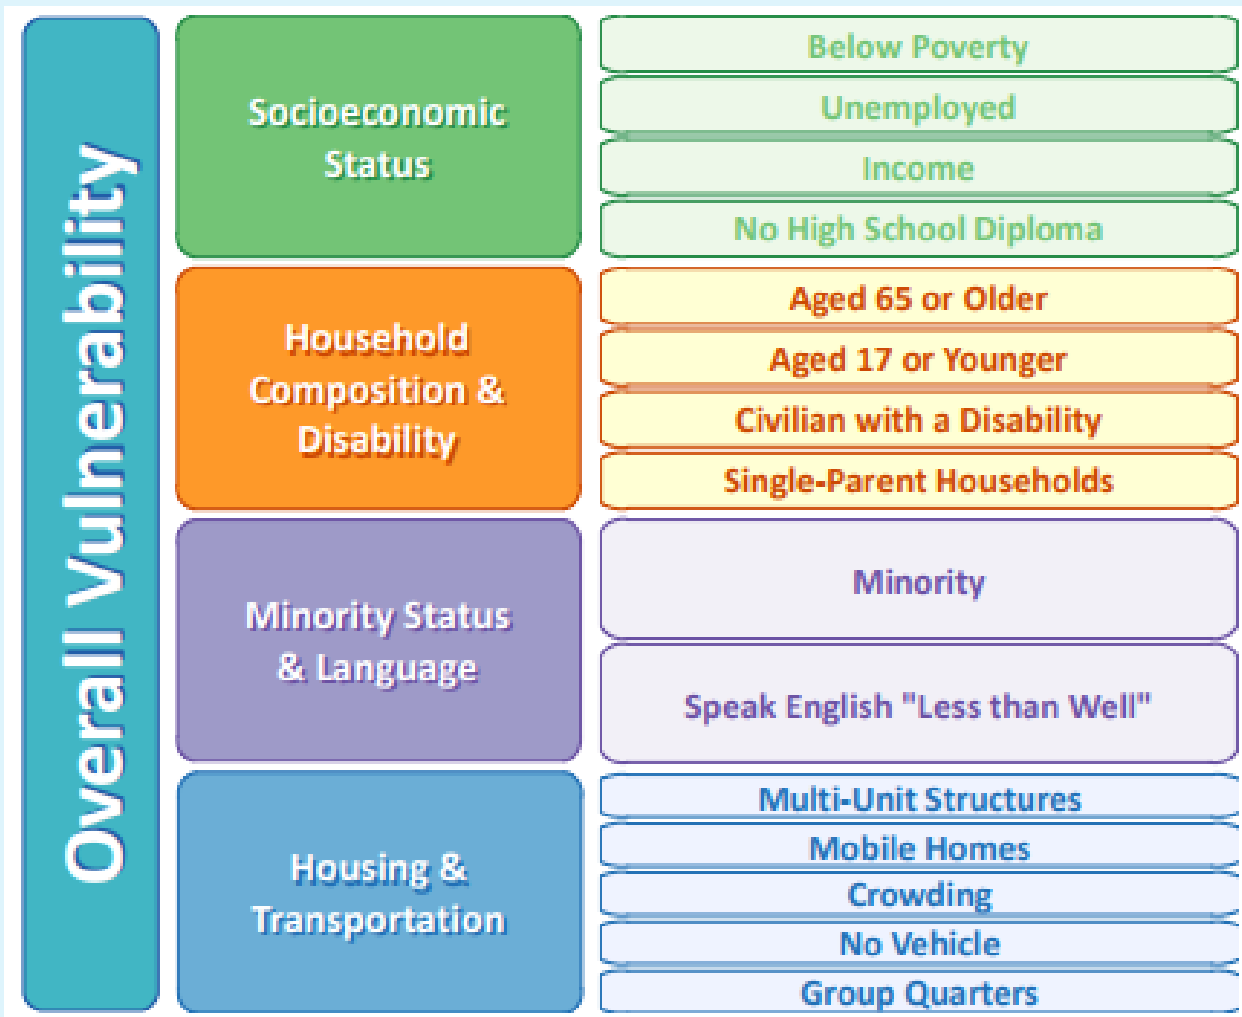 Overall Vulnerability
Socioeconomic
Status
Below Poverty
Unemployed
Income
No High School Diploma
Household
Composition &
Disability
Aged 65 or Older
Aged 17 or Younger
Civilian with a Disability
Single-Parent Households
Minority Status
& Language
Minority
Speak English "Less than Well"
Housing &
Transportation
Multi-Unit Structures
Mobile Homes
Crowding
No Vehicle
Group Quarters